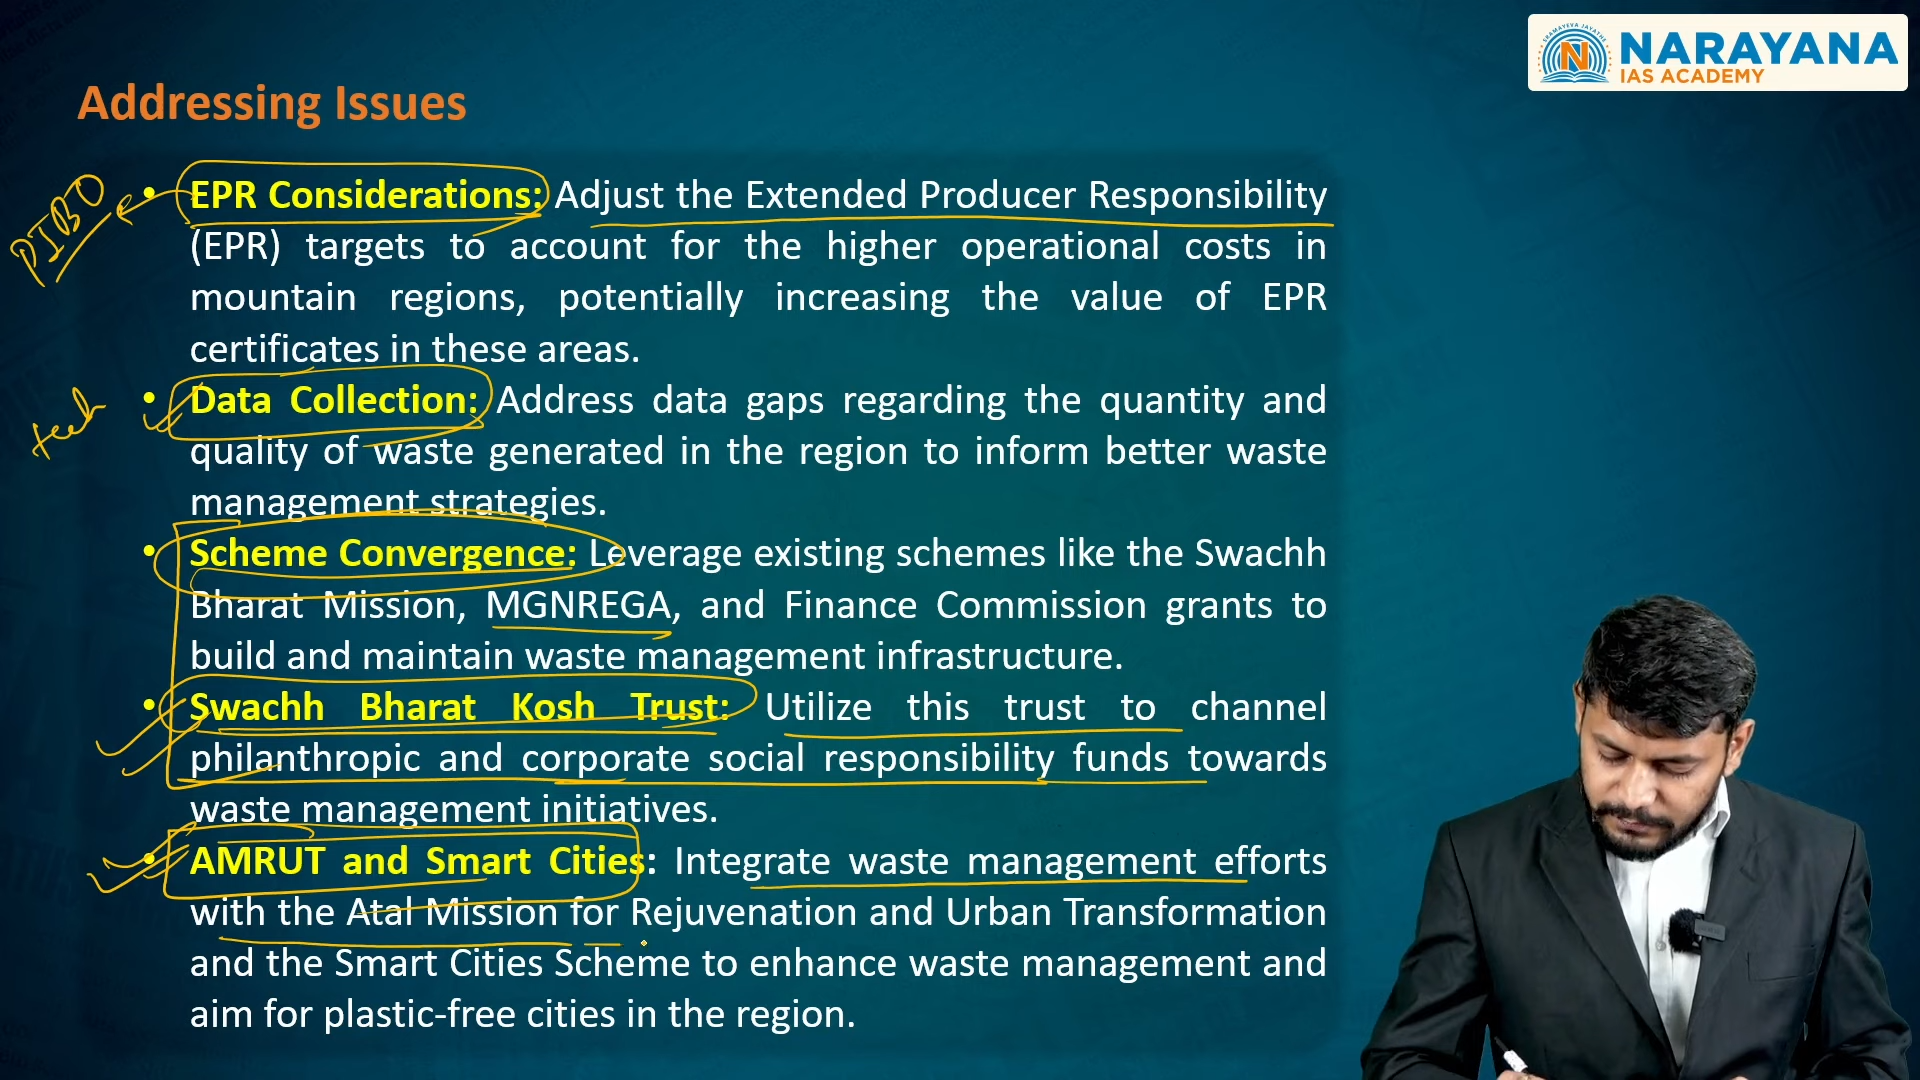 SRAMAYEVA JAYATHE
N
NARAYANA
IAS ACADEMY
Addressing Issues
PIBO
• EPR Considerations: Adjust the Extended Producer Responsibility
(EPR) targets to account for the higher operational costs in
mountain regions, potentially increasing the value of EPR
certificates in these areas.
tech
• Data Collection: Address data gaps regarding the quantity and
quality of waste generated in the region to inform better waste
management strategies.
• Scheme Convergence: Leverage existing schemes like the Swachh
Bharat Mission, MGNREGA, and Finance Commission grants to
build and maintain waste management infrastructure.
• Swachh Bharat Kosh Trust: Utilize this trust to channel
philanthropic and corporate social responsibility funds towards
waste management initiatives.
• AMRUT and Smart Cities: Integrate waste management efforts
with the Atal Mission for Rejuvenation and Urban Transformation
and the Smart Cities Scheme to enhance waste management and
aim for plastic-free cities in the region.